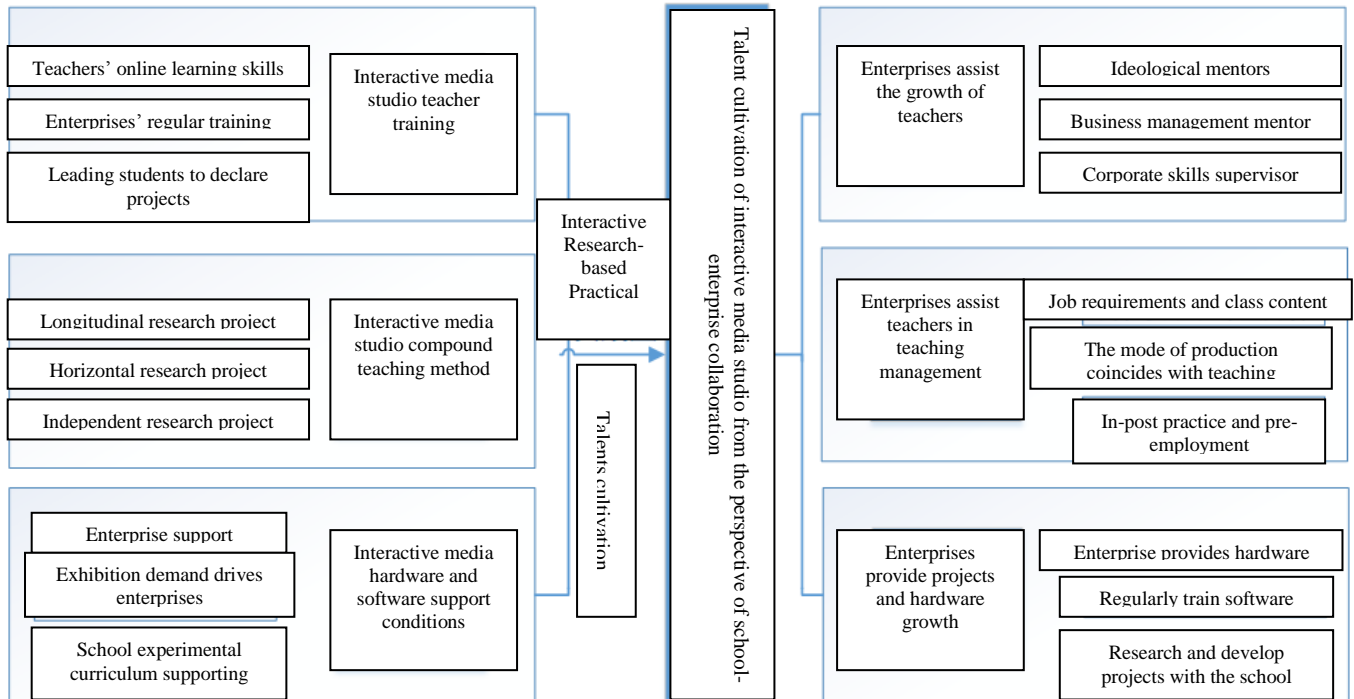 Teachers’ online learning skills
Enterprises’ regular training
Leading students to declare
projects
Interactive media
studio teacher
training
Longitudinal research project
Horizontal research project
Independent research project
Interactive media
studio compound
teaching method
Enterprise support
Exhibition demand drives
enterprises
School experimental
curriculum supporting
Interactive media
hardware and
software support
conditions
Interactive
Research-
based
Practical
Talents cultivation
Talent cultivation of interactive media studio from the perspective of school-
enterprise collaboration
Enterprises assist
the growth of
teachers
Ideological mentors
Business management mentor
Corporate skills supervisor
Enterprises assist
teachers in
teaching
management
Job requirements and class content
The mode of production
coincides with teaching
In-post practice and pre-
employment
Enterprises
provide projects
and hardware
growth
Enterprise provides hardware
Regularly train software
Research and develop
projects with the school